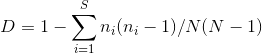 D = 1 - \sum_{i=1}^{S} n_i(n_i - 1)/N(N - 1)